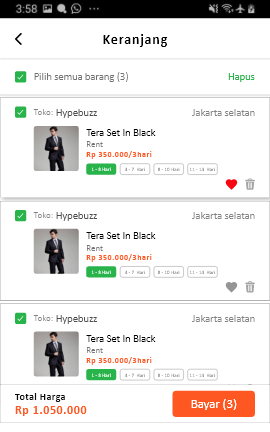 3:58
Keranjang
Pilih semua barang (3)
Hapus
Toko: Hypebuzz
Jakarta selatan
Tera Set In Black
Rent
Rp 350.000/3hari
1 - 3 Hari
4 - 7 Hari
8 - 10 Hari
11 - 14 Hari
Toko: Hypebuzz
Jakarta selatan
Tera Set In Black
Rent
Rp 350.000/3hari
1 - 3 Hari
4 - 7 Hari
8 - 10 Hari
11 - 14 Hari
Toko: Hypebuzz
Jakarta selatan
Tera Set In Black
Rent
Rp 350.000/3hari
1 - 3 Hari
4 - 7 Hari
8 - 10 Hari
11 - 14 Hari
Total Harga
Rp 1.050.000
Bayar (3)